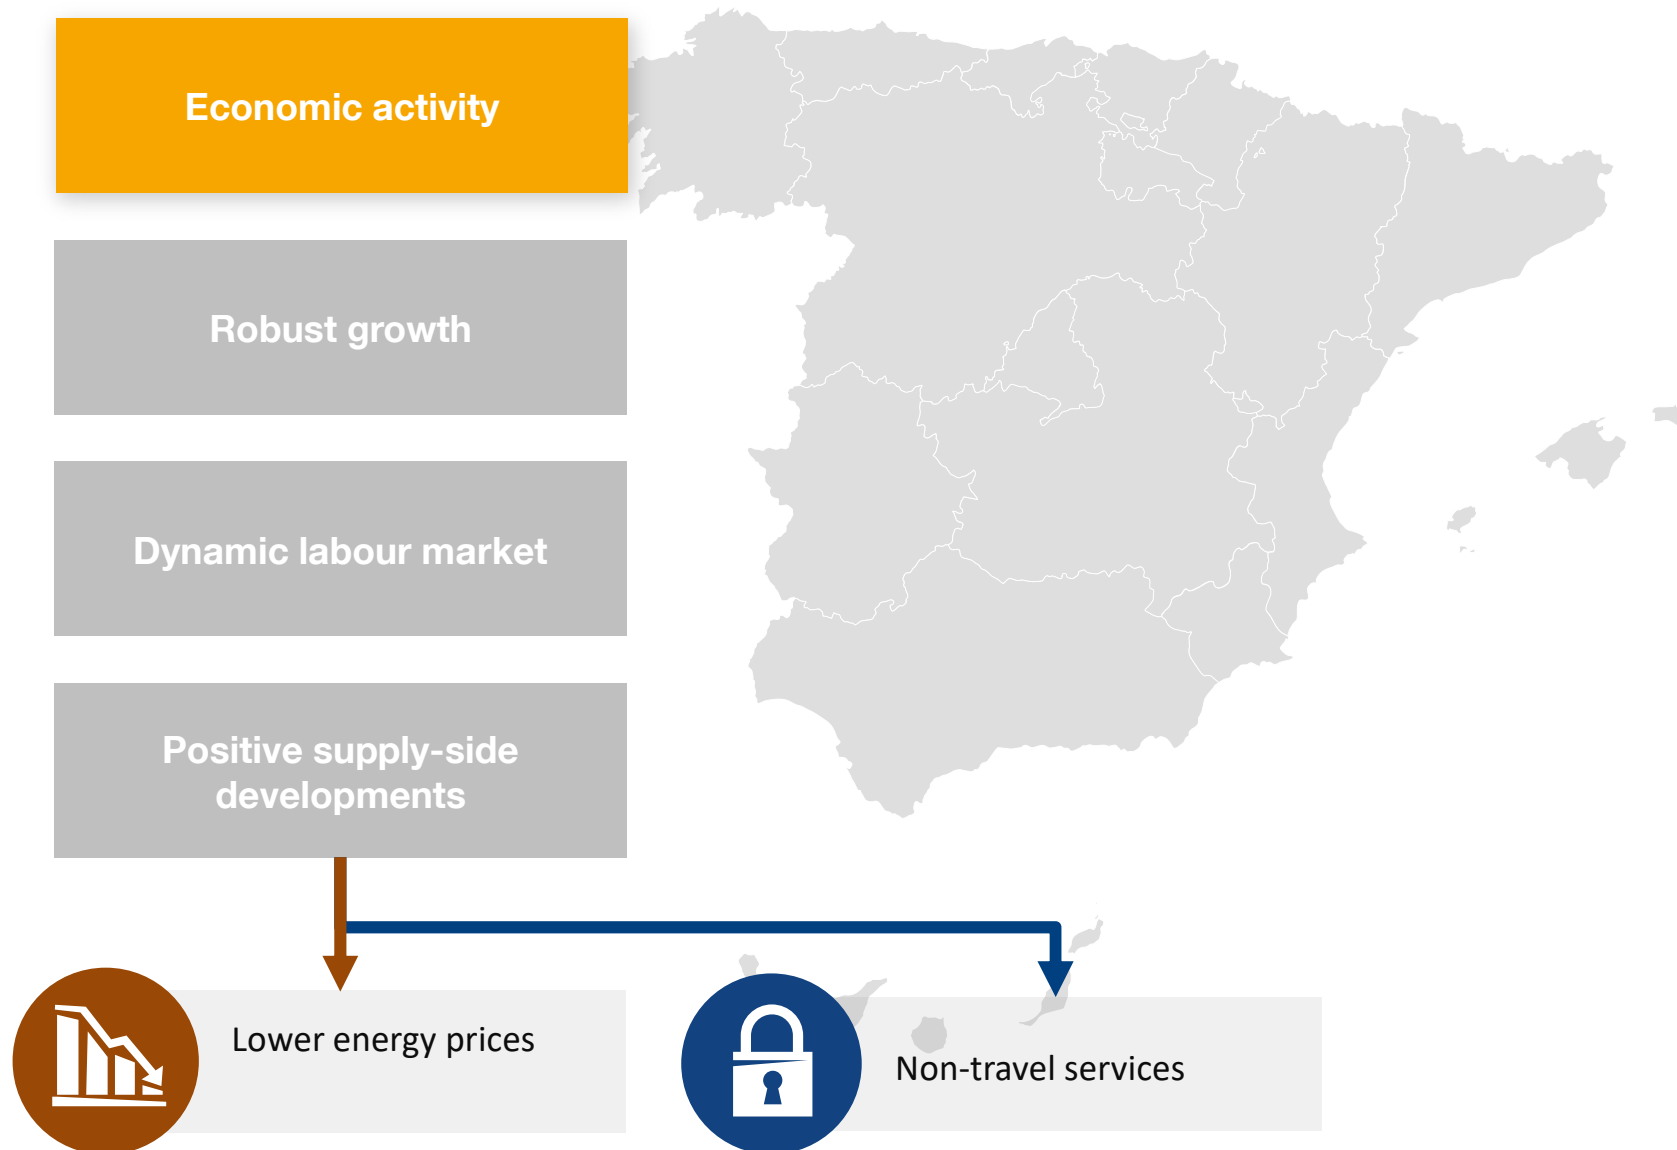 Economic activity
Robust growth
Dynamic labour market
Positive supply-side
developments
Lower energy prices
Non-travel services